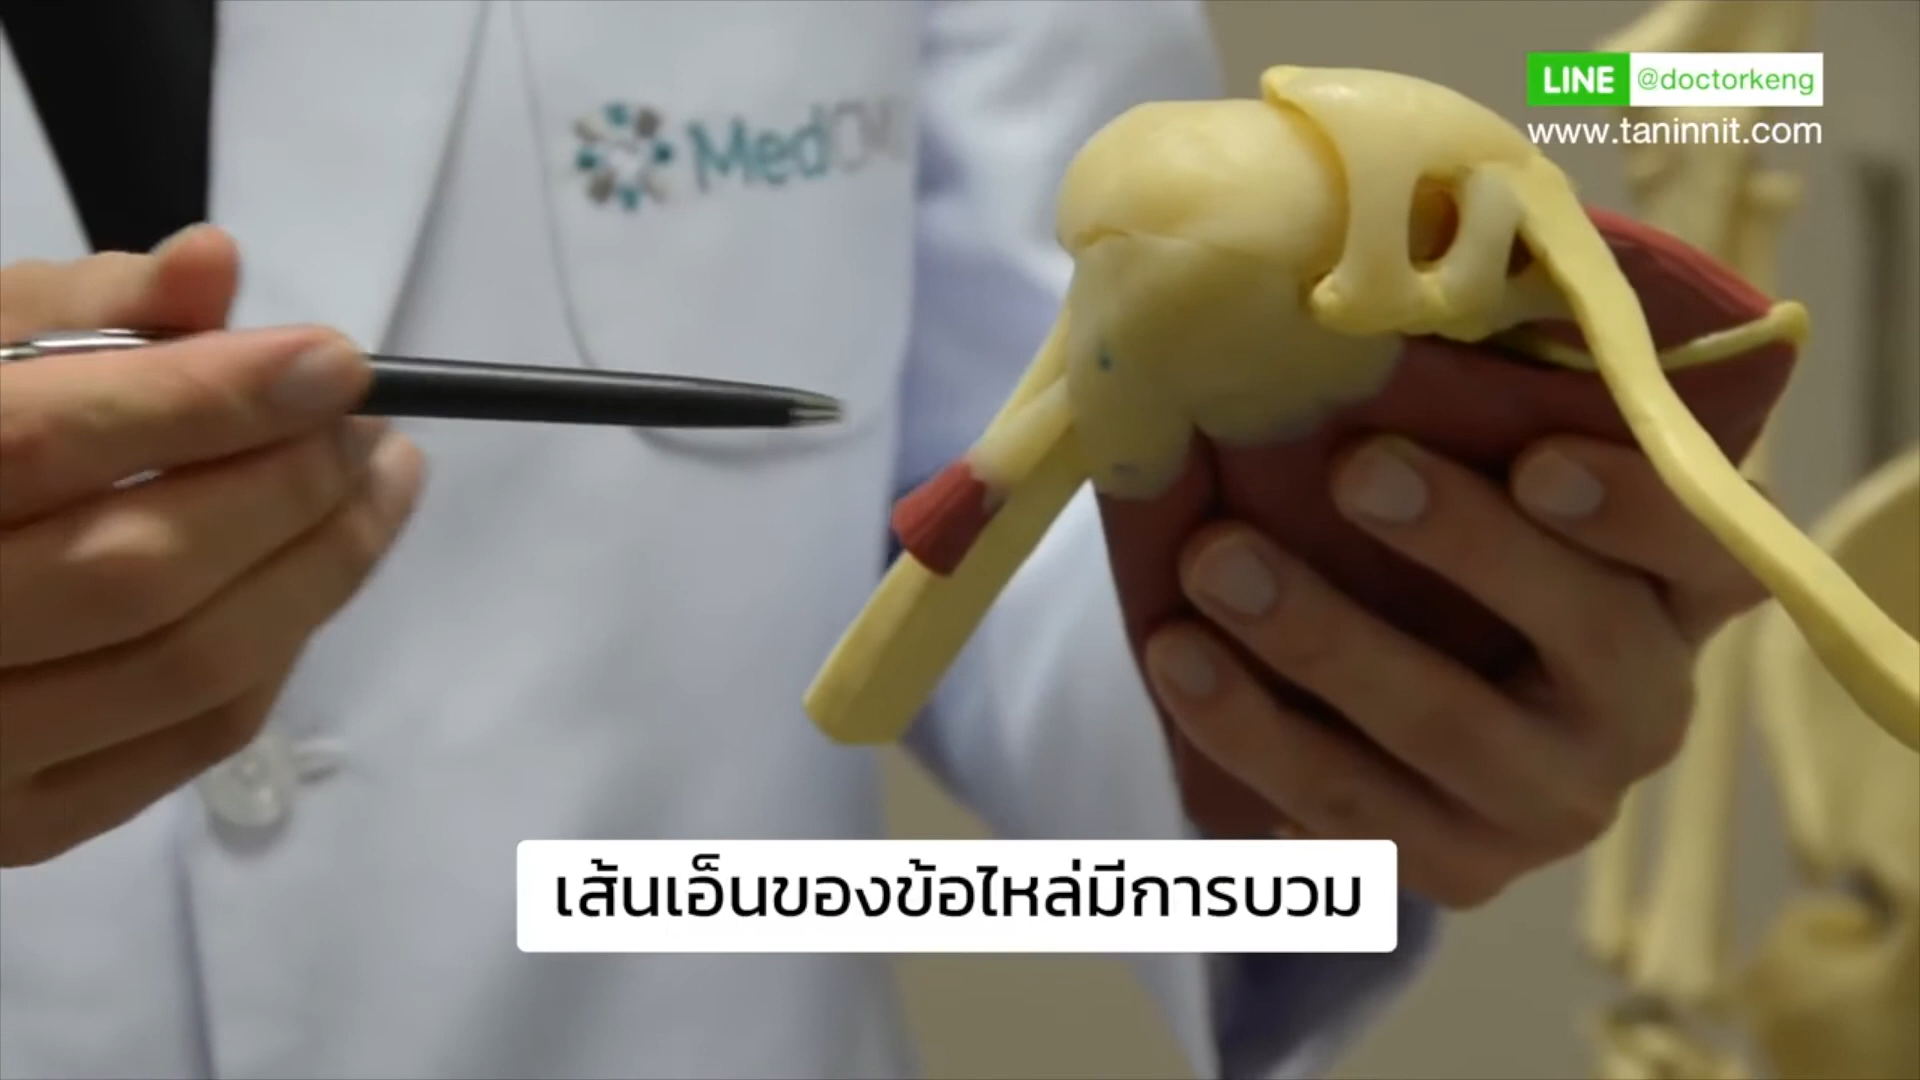 LINE @doctorkeng
www.taninnit.com
Med
เส้นเอ็นของข้อไหล่มีการบวม